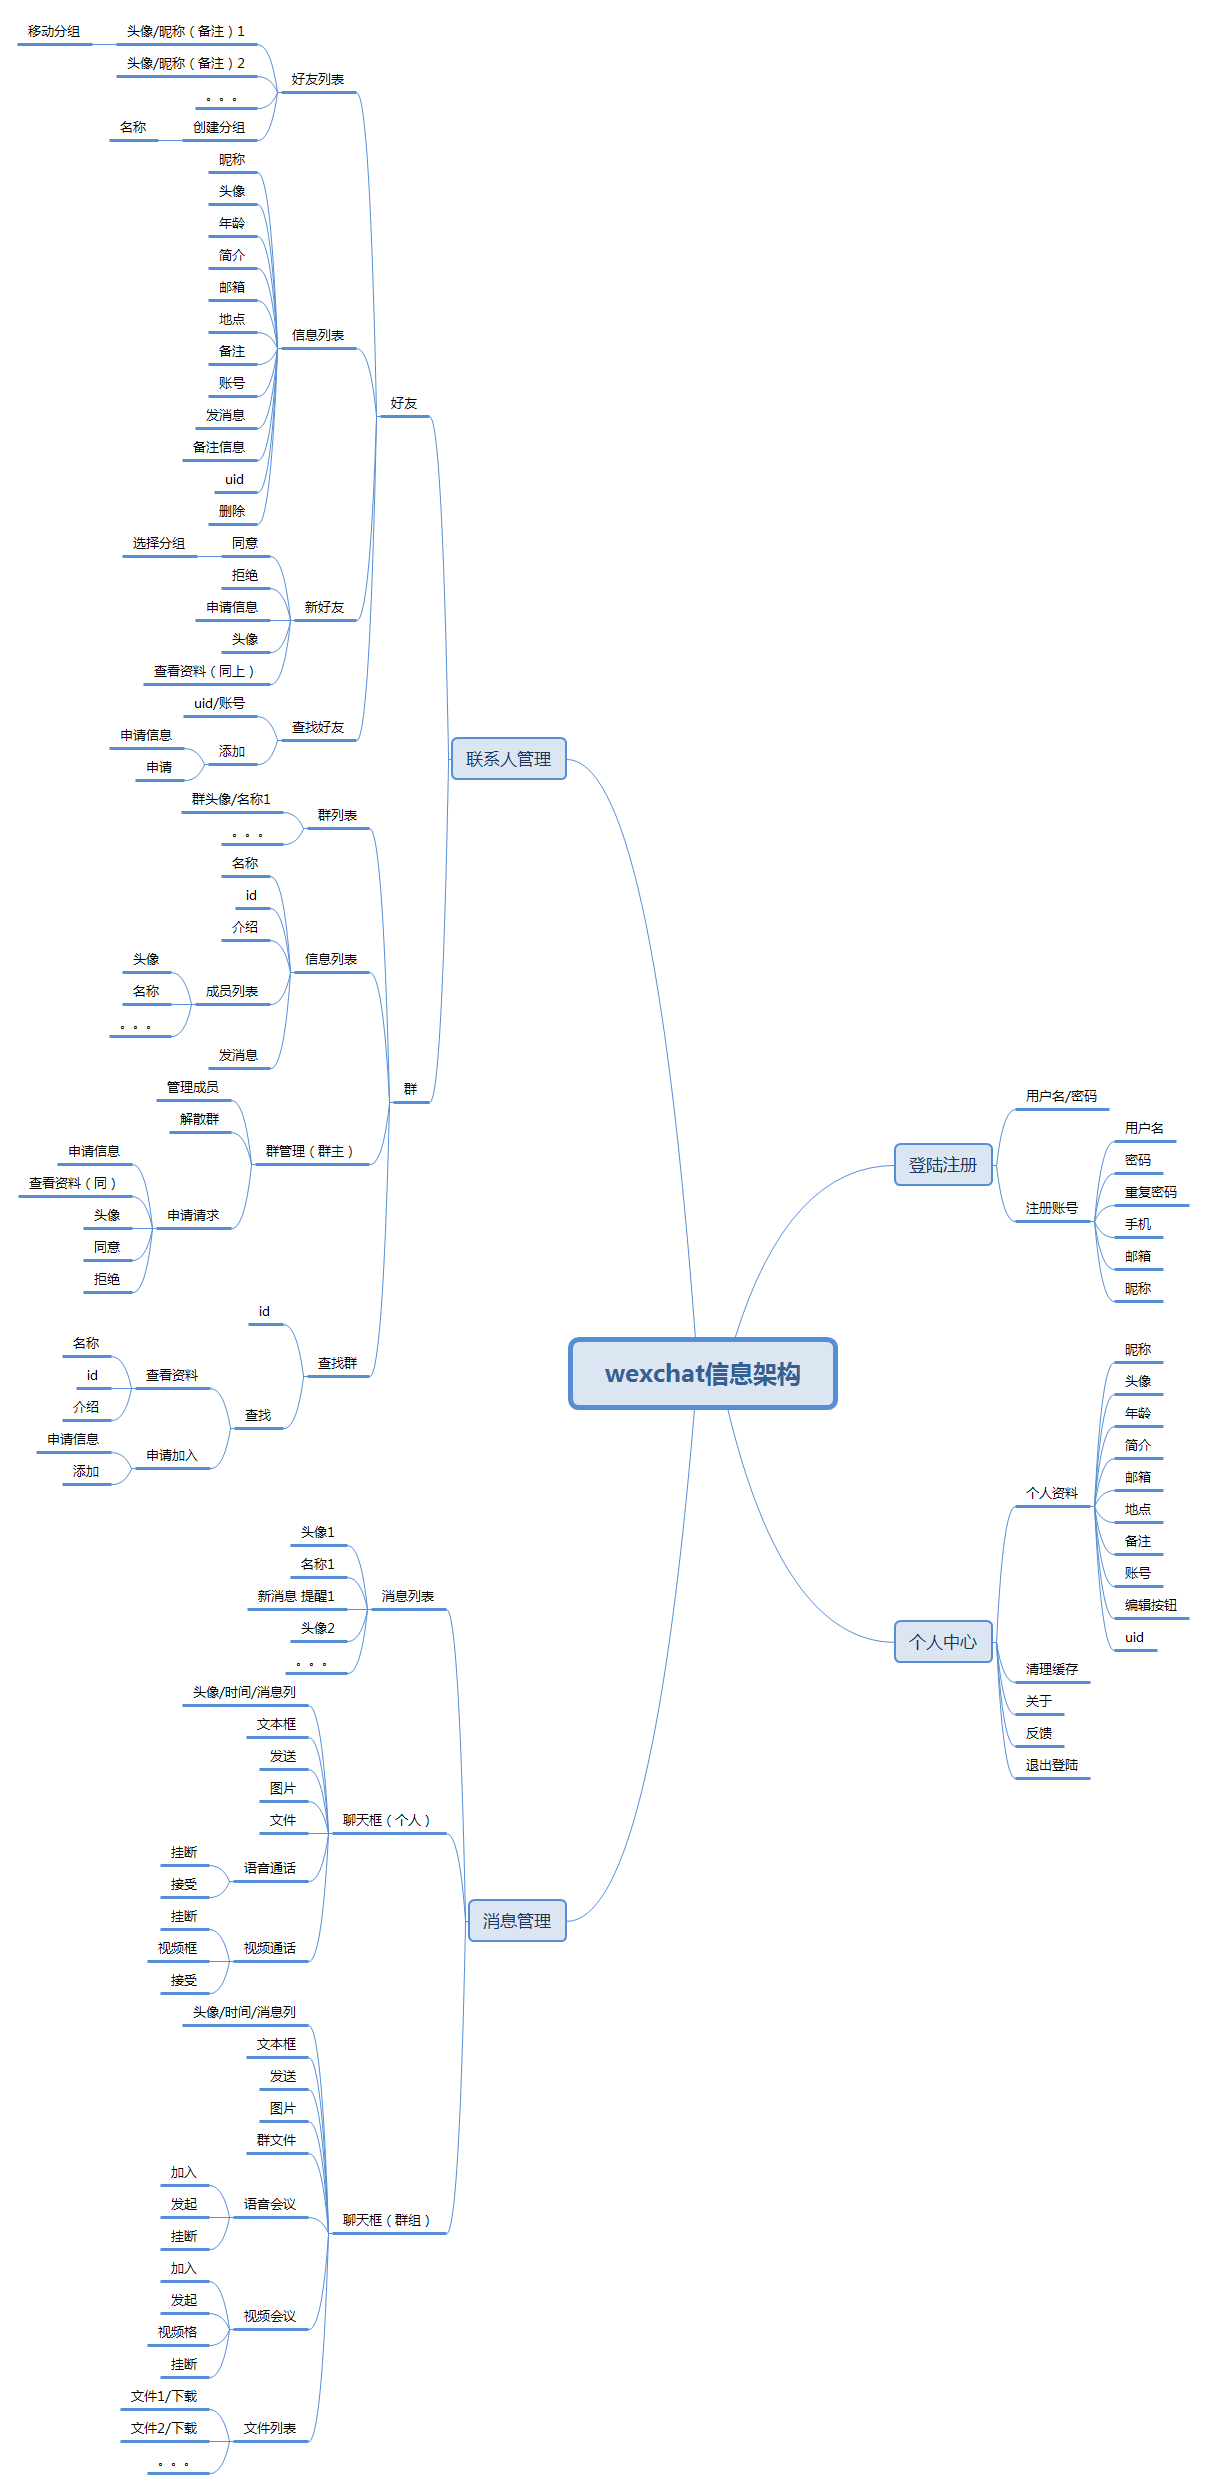 移动分组
头像/昵称（备注）1
头像/昵称（备注）2
。。。
名称
创建分组
好友列表
昵称
头像
年龄
简介
邮箱
地点
备注
账号
发消息
备注信息
uid
删除
信息列表
选择分组
同意
拒绝
申请信息
头像
查看资料（同上）
新好友
uid/账号
申请信息
申请
添加
查找好友
好友
群头像/名称1
。。。
群列表
名称
id
介绍
头像
名称
。。。
成员列表
发消息
信息列表
管理成员
解散群
申请信息
查看资料（同）
头像
同意
拒绝
申请请求
群管理（群主）
id
名称
id
介绍
查看资料
申请信息
添加
申请加入
查找
查找群
群
联系人管理
登陆注册
用户名/密码
注册账号
用户名
密码
重复密码
手机
邮箱
昵称
wexchat信息架构
个人中心
个人资料
昵称
头像
年龄
简介
邮箱
地点
备注
账号
编辑按钮
uid
清理缓存
关于
反馈
退出登陆
头像1
名称1
新消息 提醒1
头像2
。。。
消息列表
头像/时间/消息列
文本框
发送
图片
文件
挂断
接受
语音通话
挂断
视频框
接受
视频通话
聊天框（个人）
消息管理
头像/时间/消息列
文本框
发送
图片
群文件
加入
发起
挂断
语音会议
加入
发起
视频格
挂断
视频会议
文件1/下载
文件2/下载
。。。
文件列表
聊天框（群组）